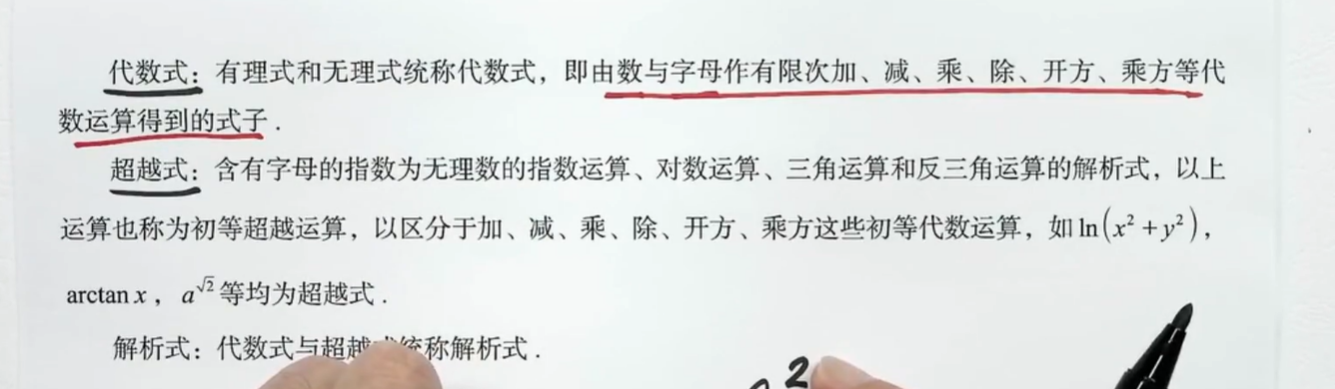 代数式：有理式和无理式统称代数式，即由数与字母作有限次加、减、乘、除、开方、乘方等代
数运算得到的式子．
超越式：含有字母的指数为无理数的指数运算、对数运算、三角运算和反三角运算的解析式，以上
运算也称为初等超越运算，以区分于加、减、乘、除、开方、乘方这些初等代数运算，如 ln(x²+y²)，
arctan x，a^√2 等均为超越式．
解析式：代数式与超越式统称解析式．
2